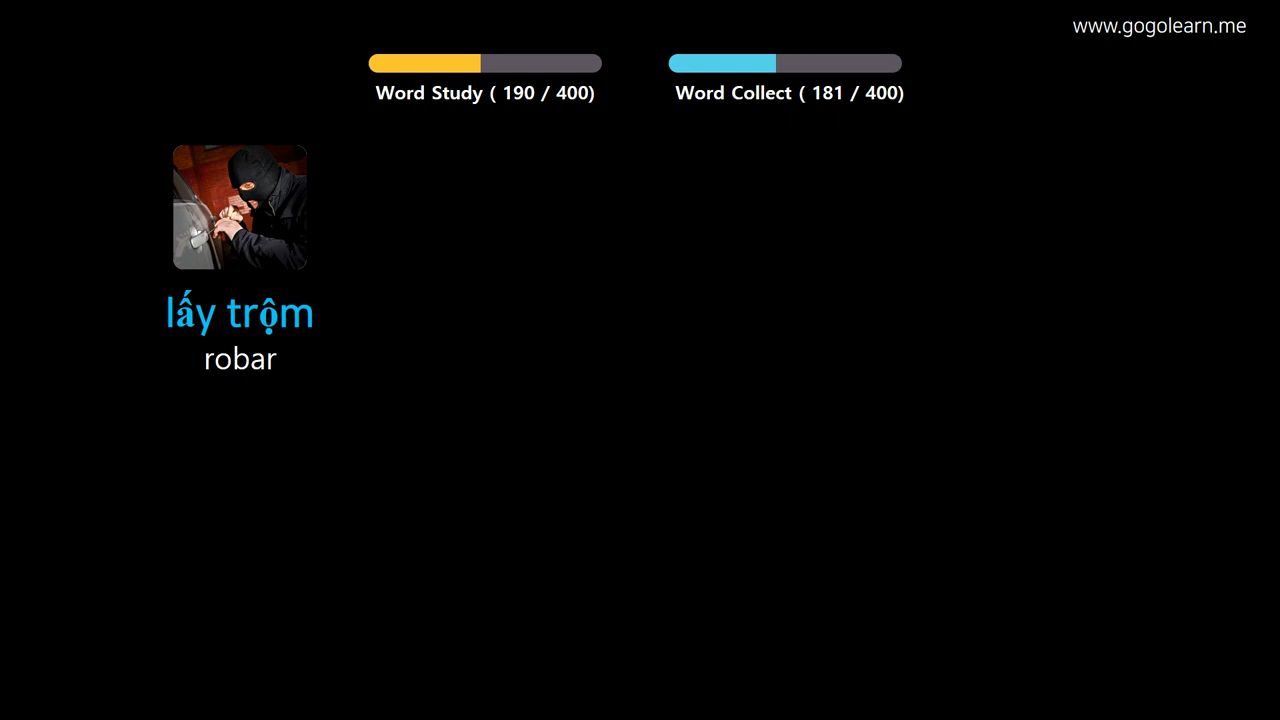 www.gogolearn.me
Word Study ( 190 / 400)
Word Collect ( 181 / 400)
lấy trộm
robar